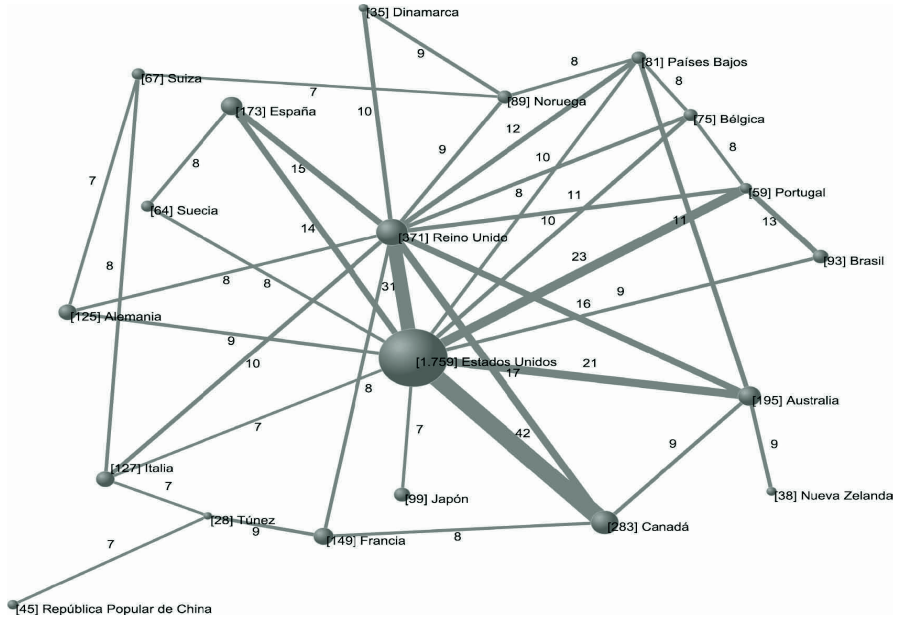 [35] Dinamarca
9
8
[81] Países Bajos
[67] Suiza
7
8
10
[89] Noruega
[173] España
12
[75] Bélgica
9
8
8
15
10
7
8
11
[59] Portugal
[64] Suecia
14
10
11
13
[371] Reino Unido
8
23
[93] Brasil
8
8
31
9
[125] Alemania
16
9
10
[1.759] Estados Unidos
21
17
8
[195] Australia
7
7
42
9
9
[127] Italia
7
[99] Japón
[38] Nueva Zelanda
[28] Túnez
9
[149] Francia
8
[283] Canadá
7
[45] República Popular de China